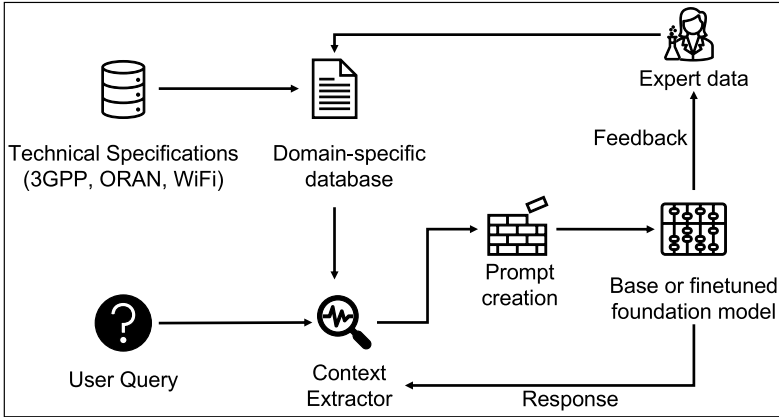 Expert data
Feedback
Technical Specifications
(3GPP, ORAN, WiFi)
Domain-specific
database
Prompt
creation
Base or finetuned
foundation model
User Query
Context
Extractor
Response